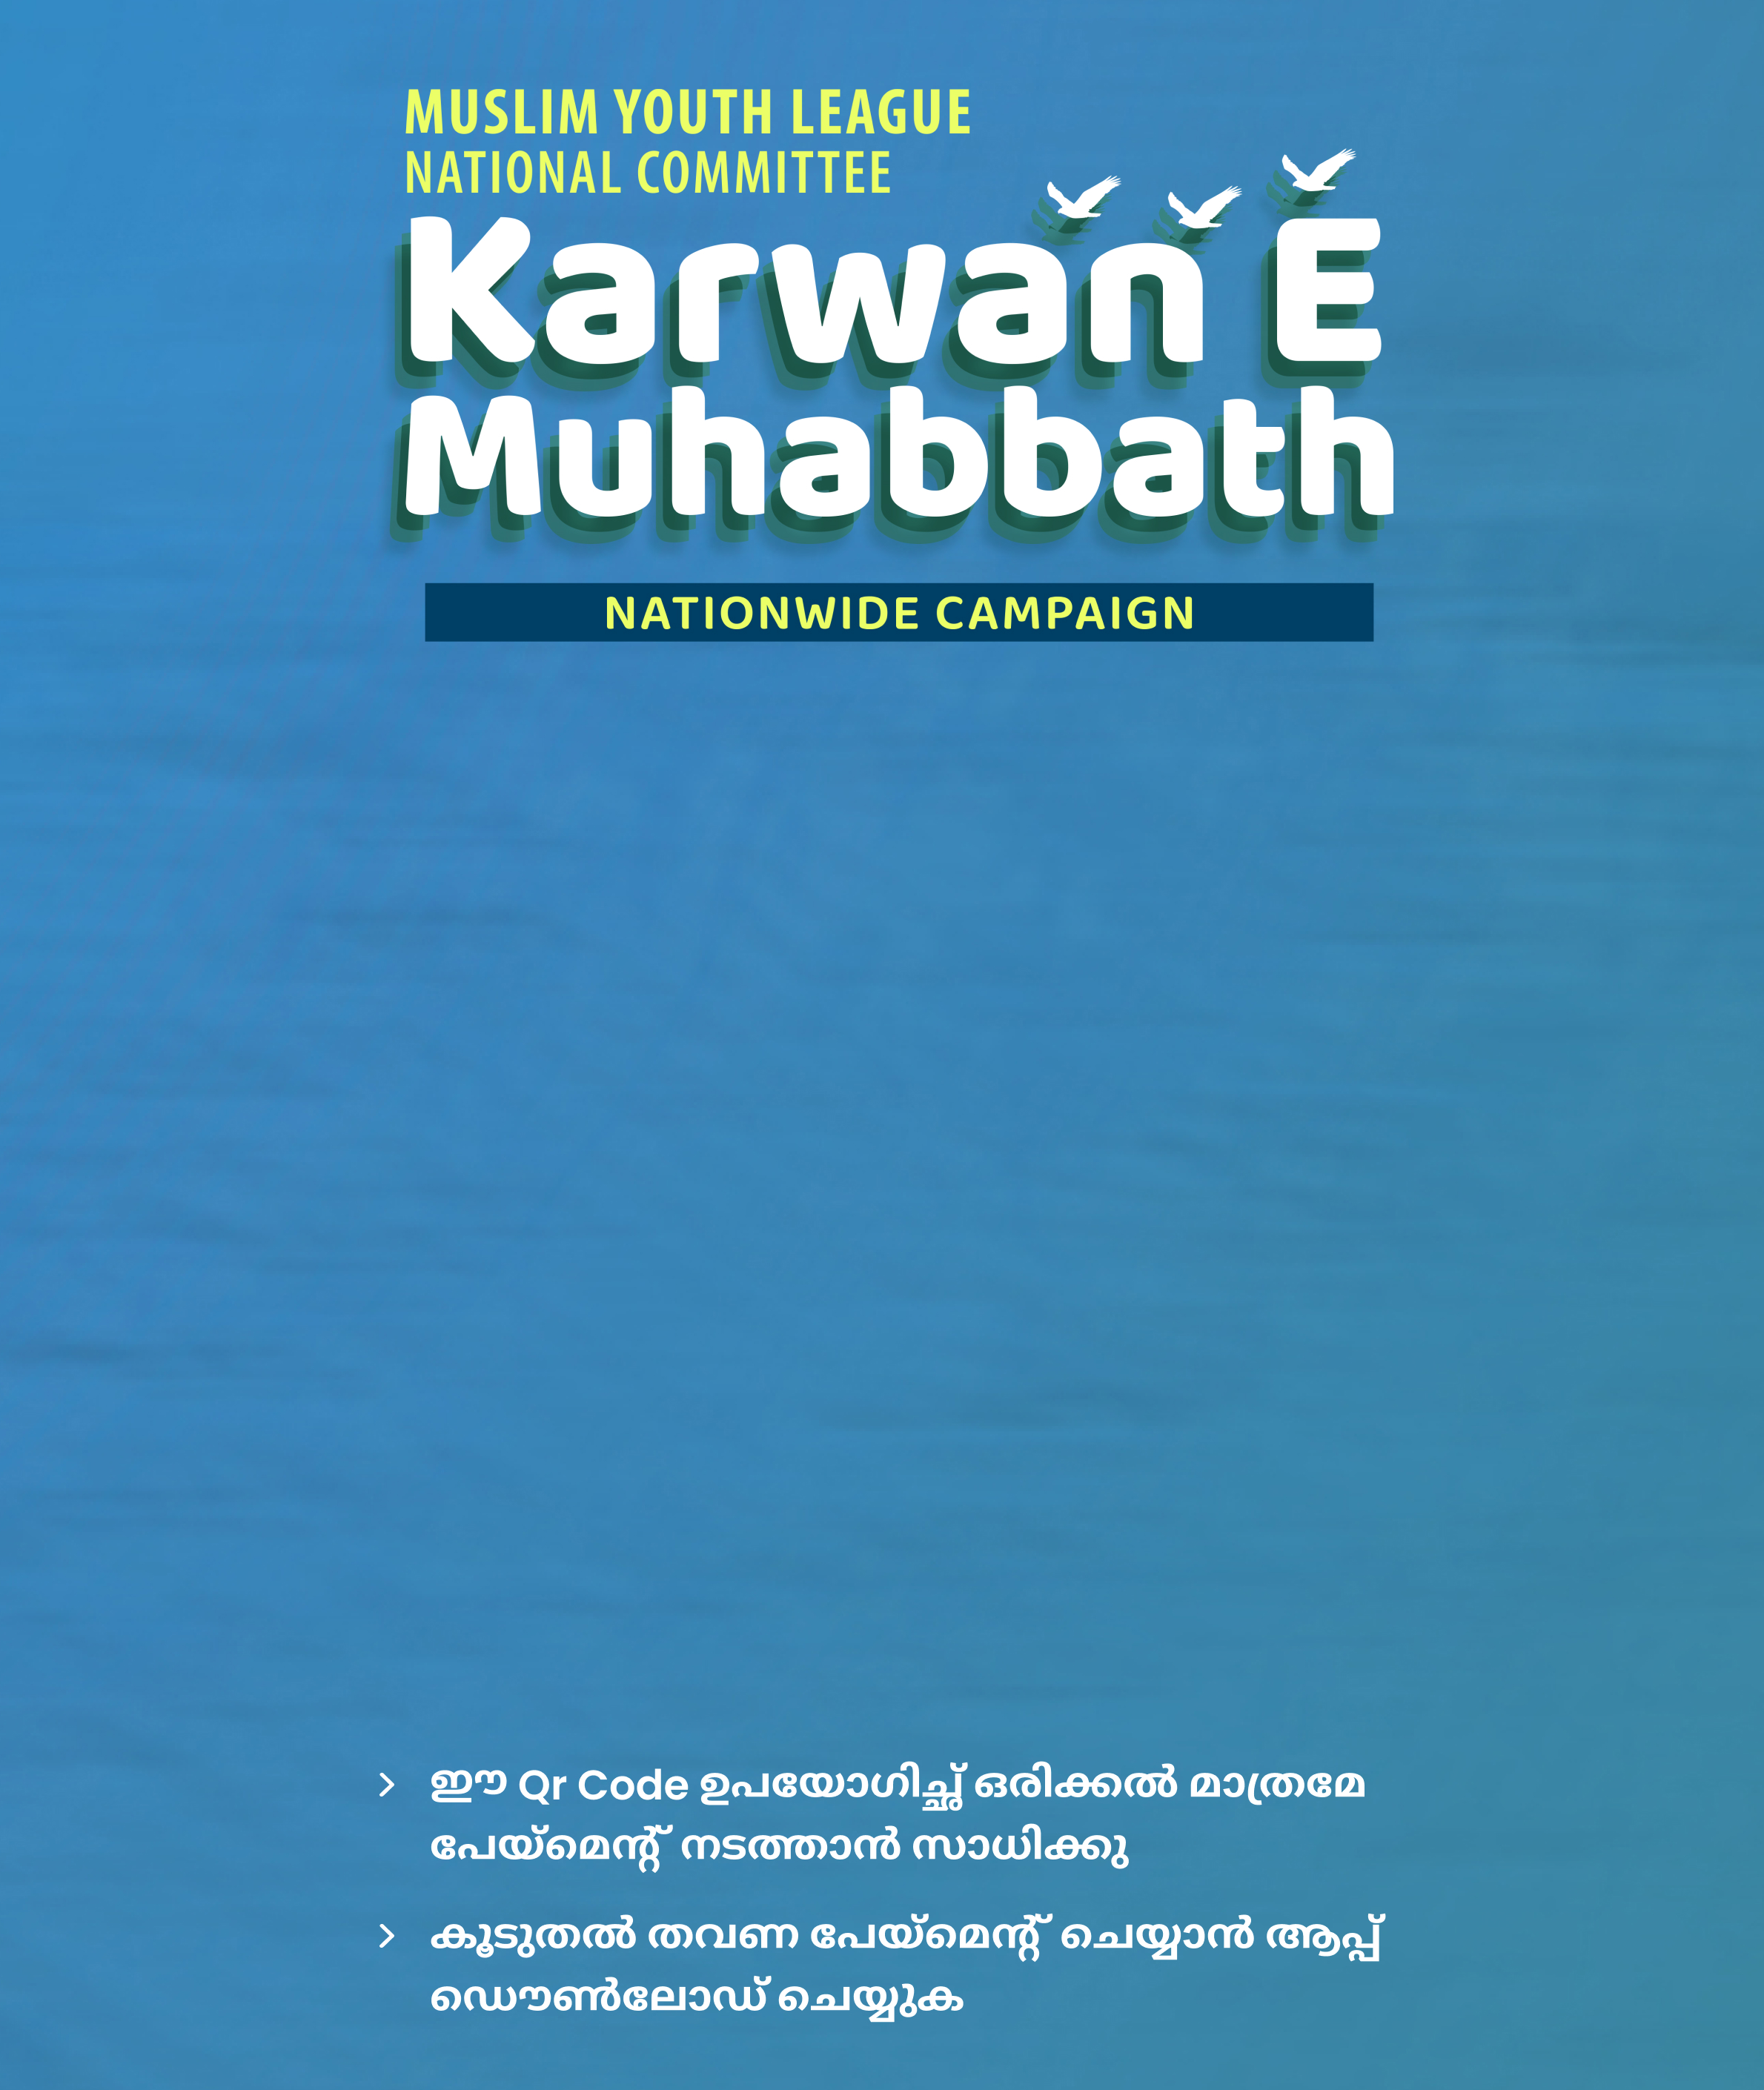 MUSLIM YOUTH LEAGUE
NATIONAL COMMITTEE
Karwan E
Muhabbath
NATIONWIDE CAMPAIGN
ഈ Qr Code ഉപയോഗിച്ച് ഒരിക്കൽ മാത്രമേ
പേയ്മെന്റ് നടത്താൻ സാധിക്കു
കൂടുതൽ തവണ പേയ്മെന്റ് ചെയ്യാൻ ആപ്പ്
ഡൌൺലോഡ് ചെയ്യുക